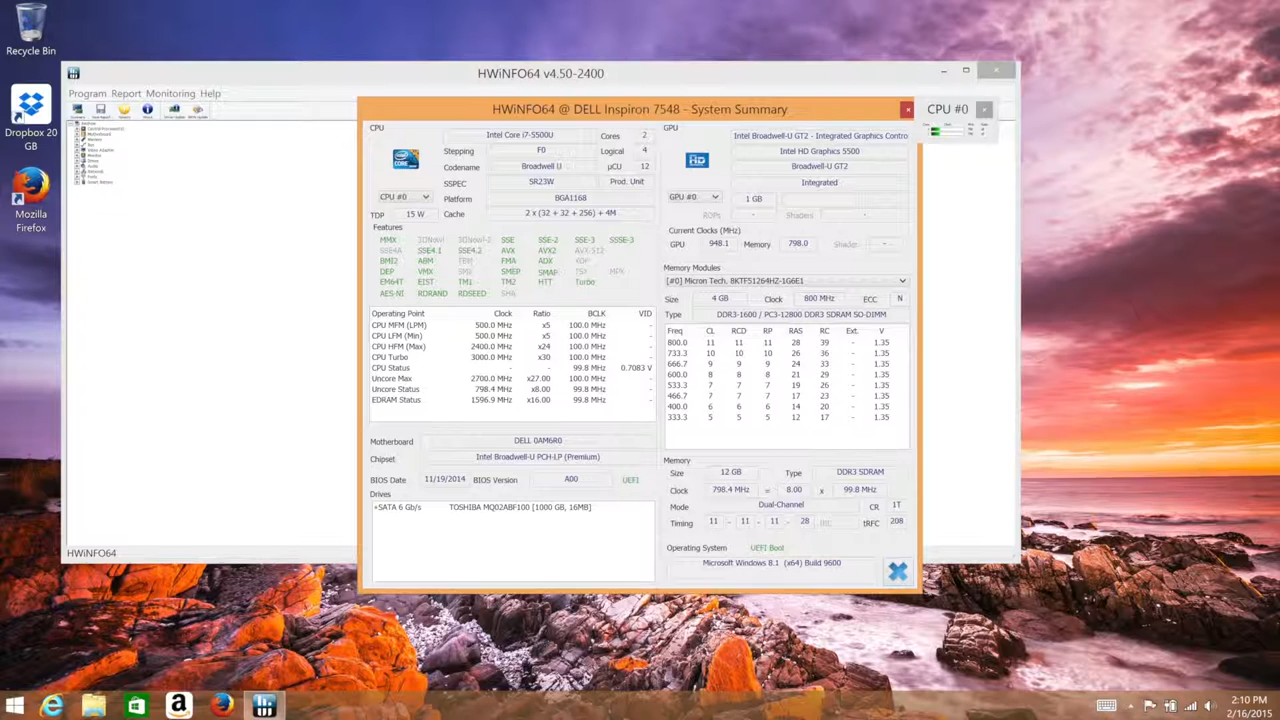 Recycle Bin
Dropbox 20
GB
Mozilla
Firefox
HWiNFO64 v4.50-2400
Program Report Monitoring Help
HWiNFO64
HWiNFO64 @ DELL Inspiron 7548 - System Summary
CPU #0
CPU
Intel Core i7-5500U
Cores 2
Stepping F0
Logical 4
Codename Broadwell U
µCU 12
SSPEC SR23W Prod. Unit
CPU #0
Platform BGA1168
TDP 15 W
Cache 2 x (32 + 32 + 256) + 4M
Features
MMX 3DNow! 3DNow!-2 SSE SSE-2 SSE-3 SSSE-3
SSE4A SSE4.1 SSE4.2 AVX AVX2 AVX-512
BMI2 ABM TBM FMA ADX XOP
DEP VMX SMX SMEP SMAP TSX MPX
EM64T EIST TM1 TM2 HTT Turbo
AES-NI RDRAND RDSEED SHA
Operating Point Clock Ratio BCLK VID
CPU MFM (LPM) 500.0 MHz x5 100.0 MHz -
CPU LFM (Min) 500.0 MHz x5 100.0 MHz -
CPU HFM (Max) 2400.0 MHz x24 100.0 MHz -
CPU Turbo 3000.0 MHz x30 100.0 MHz -
CPU Status - - 99.8 MHz 0.7083 V
Uncore Max 2700.0 MHz x27.00 100.0 MHz -
Uncore Status 798.4 MHz x8.00 99.8 MHz -
EDRAM Status 1596.9 MHz x16.00 99.8 MHz -
Motherboard DELL 0AM6R0
Chipset Intel Broadwell-U PCH-LP (Premium)
BIOS Date 11/19/2014 BIOS Version A00 UEFI
Drives
+SATA 6 Gb/s TOSHIBA MQ02ABF100 [1000 GB, 16MB]
GPU
Intel Broadwell-U GT2 - Integrated Graphics Contro
Intel HD Graphics 5500
Broadwell-U GT2
Integrated
GPU #0 1 GB
ROPs - Shaders -
Current Clocks (MHz)
GPU 948.1 Memory 798.0 Shader -
Memory Modules
[#0] Micron Tech. 8KTF51264HZ-1G6E1
Size 4 GB Clock 800 MHz ECC N
Type DDR3-1600 / PC3-12800 DDR3 SDRAM SO-DIMM
Freq CL RCD RP RAS RC Ext. V
800.0 11 11 11 28 39 - 1.35
733.3 10 10 10 26 36 - 1.35
666.7 9 9 9 24 33 - 1.35
600.0 8 8 8 21 29 - 1.35
533.3 7 7 7 19 26 - 1.35
466.7 7 7 7 17 23 - 1.35
400.0 6 6 6 14 20 - 1.35
333.3 5 5 5 12 17 - 1.35
Memory
Size 12 GB Type DDR3 SDRAM
Clock 798.4 MHz = 8.00 x 99.8 MHz
Mode Dual-Channel CR 1T
Timing 11 - 11 - 11 - 28 tRFC 208
Operating System UEFI Boot
Microsoft Windows 8.1 (x64) Build 9600
2:10 PM
2/16/2015